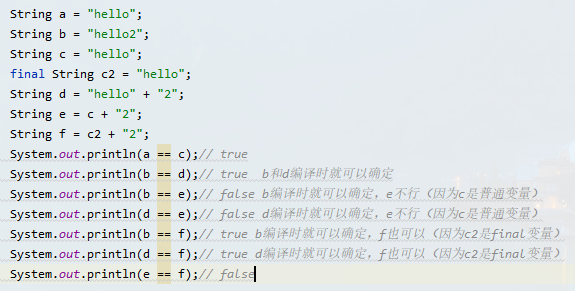 String a = "hello";
String b = "hello2";
String c = "hello";
final String c2 = "hello";
String d = "hello" + "2";
String e = c + "2";
String f = c2 + "2";
System.out.println(a == c);// true
System.out.println(b == d);// true  b和d编译时就可以确定
System.out.println(b == e);// false b编译时就可以确定，e不行（因为c是普通变量）
System.out.println(d == e);// false d编译时就可以确定，e不行（因为c是普通变量）
System.out.println(b == f);// true b编译时就可以确定，f也可以（因为c2是final变量）
System.out.println(d == f);// true d编译时就可以确定，f也可以（因为c2是final变量）
System.out.println(e == f);// false